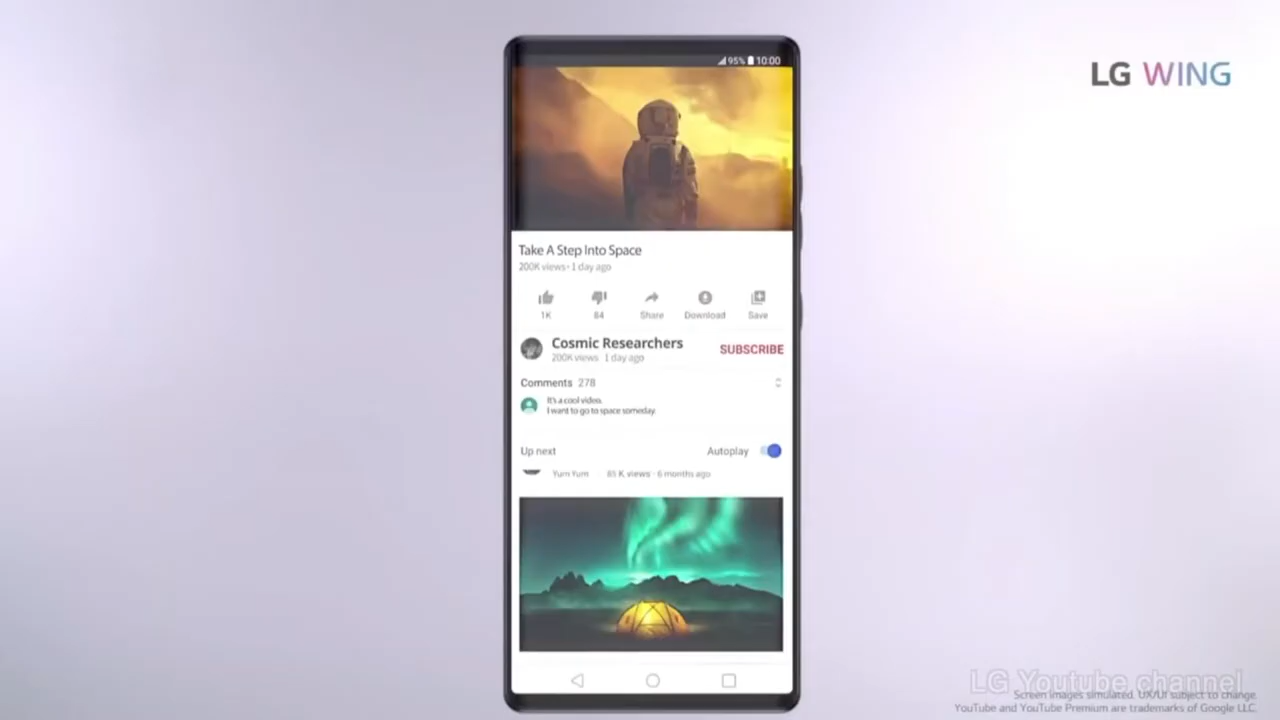 95% 10:00
LG WING
Take A Step Into Space
200K views · 1 day ago
1K
84
Share
Download
Save
Cosmic Researchers
200K views 1 day ago
SUBSCRIBE
Comments 278
It's a cool video.
I want to go to space someday.
Up next
Autoplay
Yum Yum 65 K views · 6 months ago
LG Youtube channel
Screen images simulated. UX/UI subject to change.
YouTube and YouTube Premium are trademarks of Google LLC.